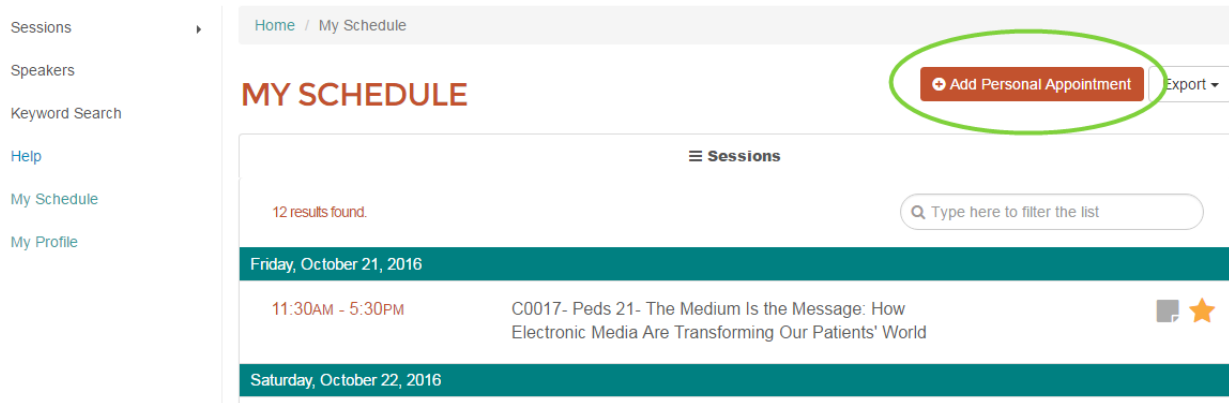 Sessions
Speakers
Keyword Search
Help
My Schedule
My Profile
Home / My Schedule
MY SCHEDULE
Add Personal Appointment
Export
Sessions
12 results found.
Type here to filter the list
Friday, October 21, 2016
11:30AM - 5:30PM
C0017- Peds 21- The Medium Is the Message: How
Electronic Media Are Transforming Our Patients' World
Saturday, October 22, 2016